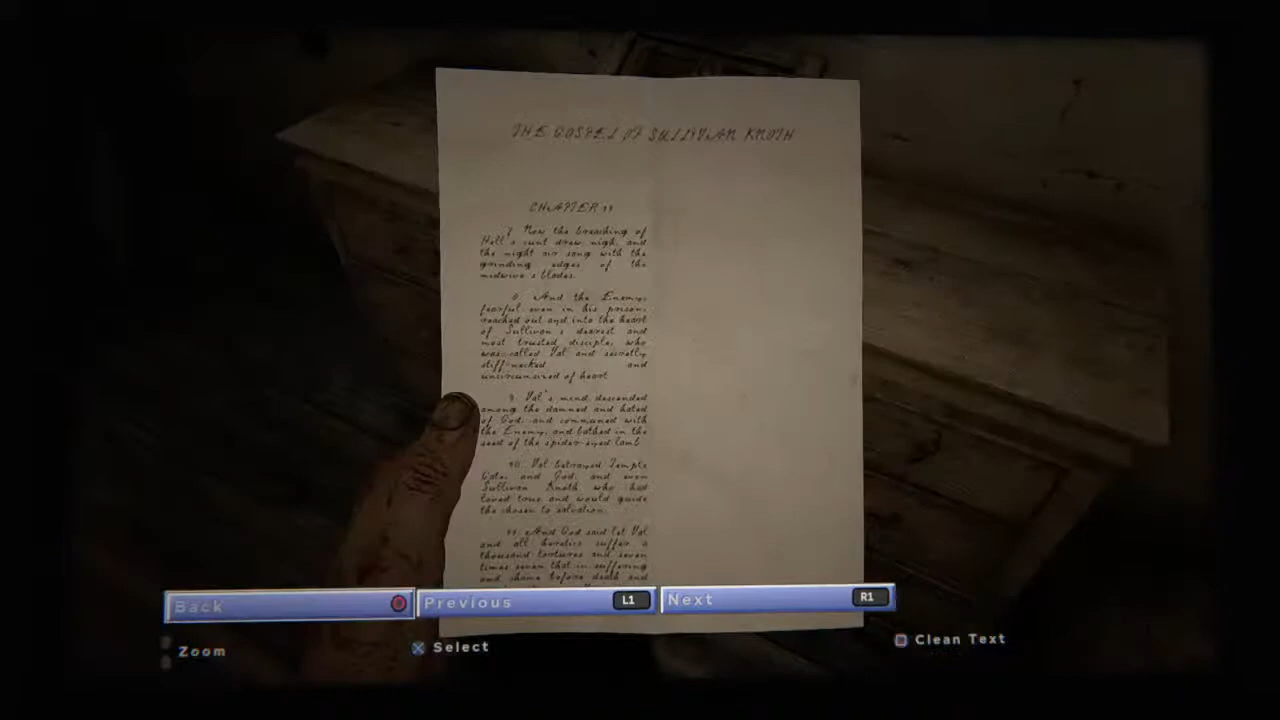 THE GOSPEL OF SULLIVAN KNOTH
CHAPTER 11
7. Now the breaching of
Hell's cunt drew nigh, and
the night air sang with the
grinding edges of the
midwive's blades.
8. And the Enemy,
fearful even in his prison,
reached out and into the heart
of Sullivan's dearest and
most trusted disciple, who
was called Val and secretly
stiff-necked and
uncircumcised of heart.
9. Val's mind descended
among the damned and hated
of God, and communed with
the Enemy, and bathed in the
seed of the spider-eyed lamb.
10. Val betrayed Temple
Gate, and God, and even
Sullivan Knoth who had
loved true and would guide
the chosen to salvation.
11. And God said let Val
and all heretics suffer a
thousand tortures and seven
times seven that in suffering
and shame before death and
Back
Previous L1
Next R1
Zoom
Select
Clean Text